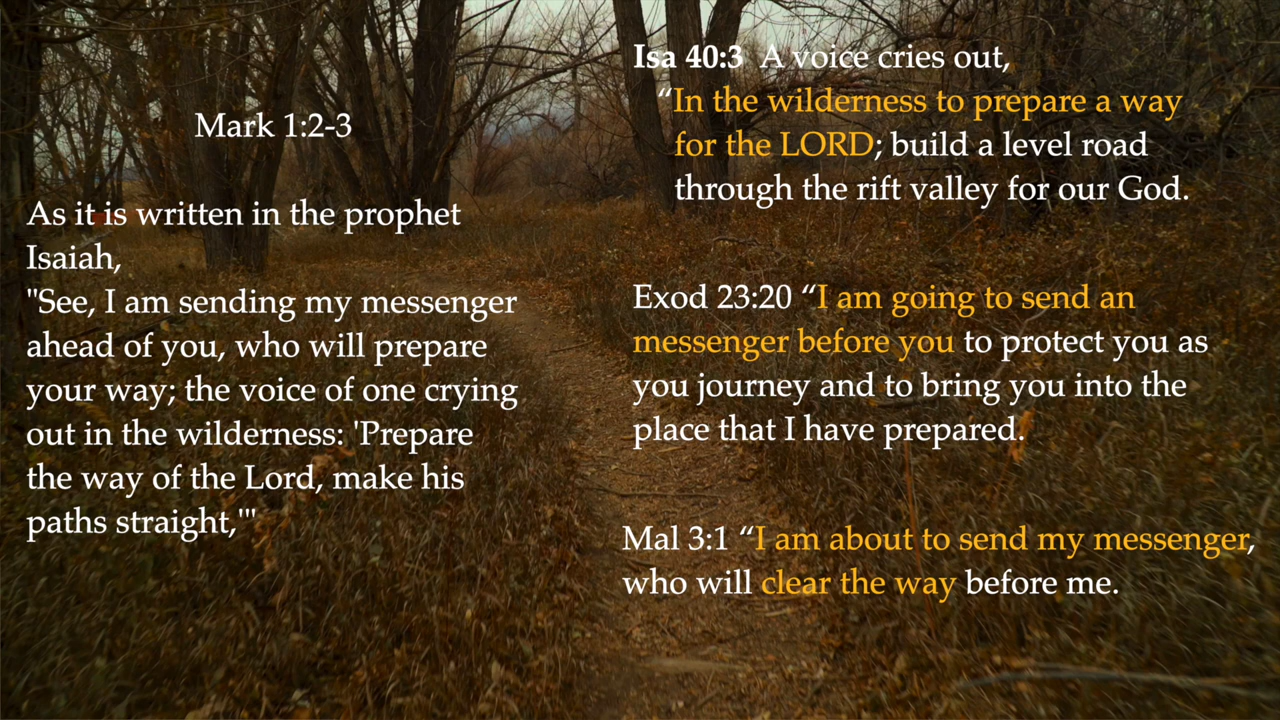 Mark 1:2-3
As it is written in the prophet
Isaiah,
"See, I am sending my messenger
ahead of you, who will prepare
your way; the voice of one crying
out in the wilderness: 'Prepare
the way of the Lord, make his
paths straight,'"
Isa 40:3 A voice cries out,
“In the wilderness to prepare a way
for the LORD; build a level road
through the rift valley for our God.
Exod 23:20 “I am going to send an
messenger before you to protect you as
you journey and to bring you into the
place that I have prepared.
Mal 3:1 “I am about to send my messenger,
who will clear the way before me.